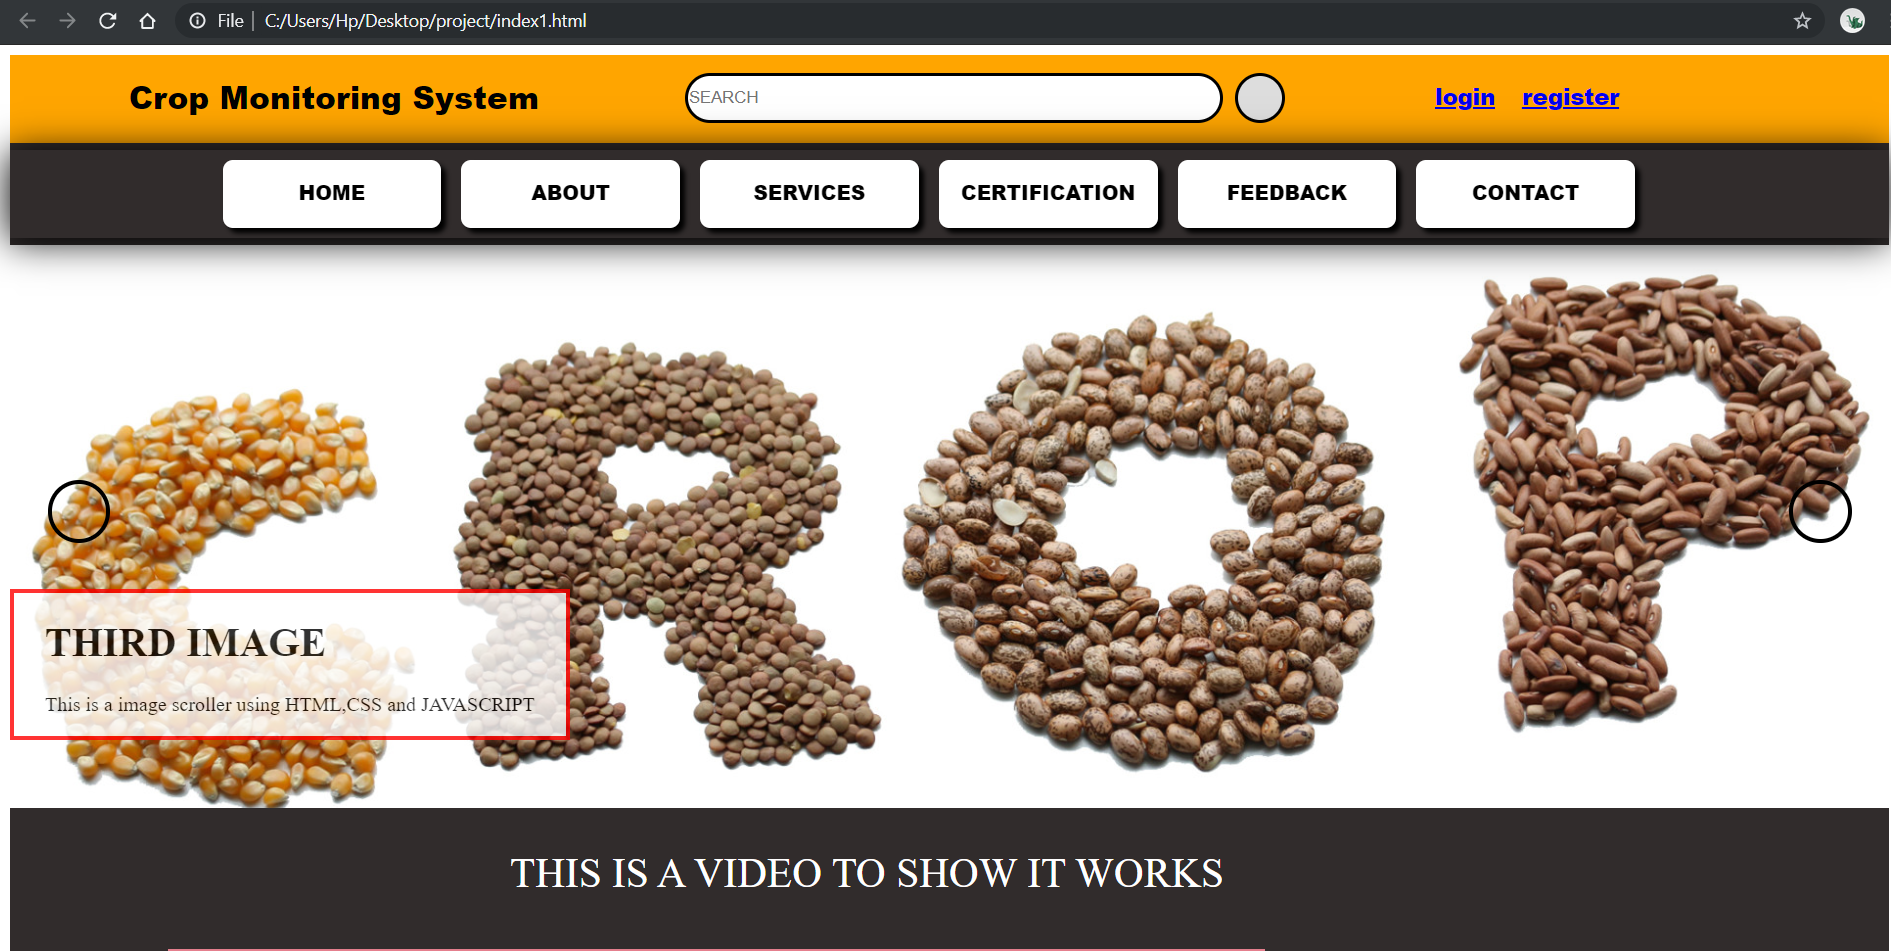 File
C:/Users/Hp/Desktop/project/index1.html
Crop Monitoring System
SEARCH
login register
HOME ABOUT SERVICES CERTIFICATION FEEDBACK CONTACT
CROP
THIRD IMAGE
This is a image scroller using HTML,CSS and JAVASCRIPT
THIS IS A VIDEO TO SHOW IT WORKS